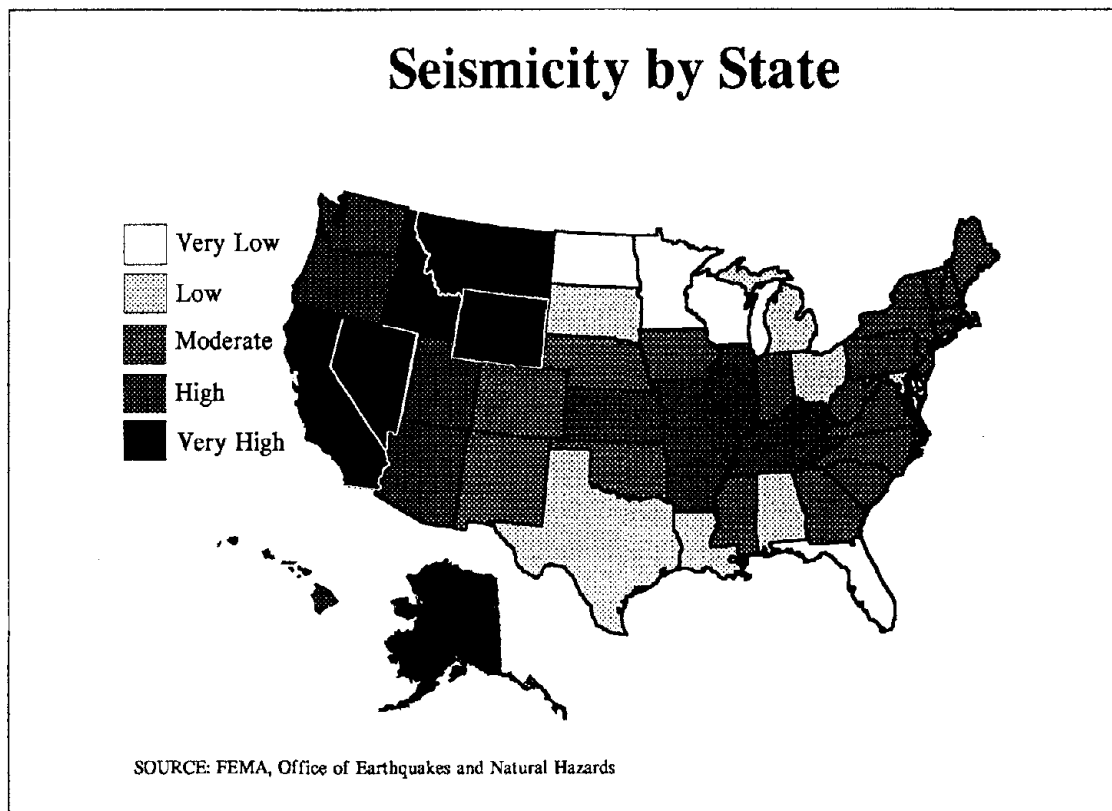 Seismicity by State
Very Low
Low
Moderate
High
Very High
SOURCE: FEMA, Office of Earthquakes and Natural Hazards